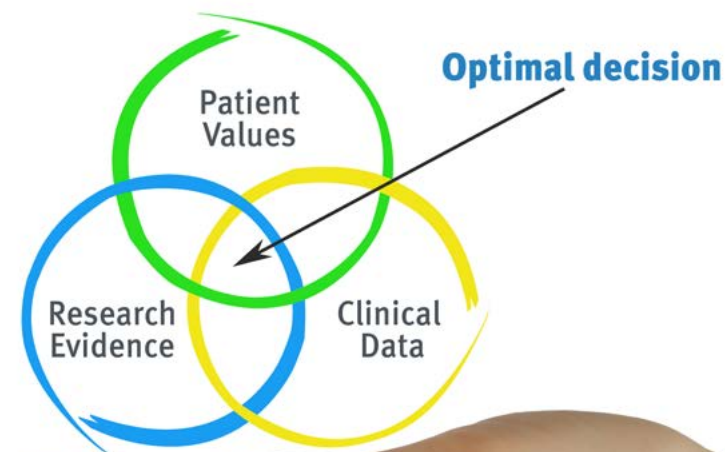 Optimal decision
Patient
Values
Research
Evidence
Clinical
Data